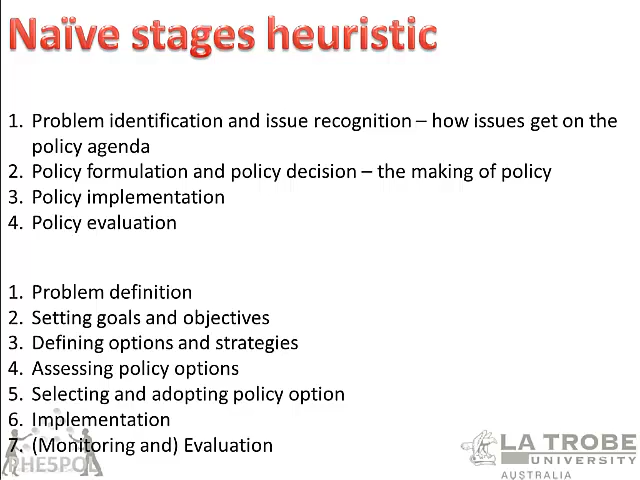 Naïve stages heuristic
1. Problem identification and issue recognition – how issues get on the
policy agenda
2. Policy formulation and policy decision – the making of policy
3. Policy implementation
4. Policy evaluation
1. Problem definition
2. Setting goals and objectives
3. Defining options and strategies
4. Assessing policy options
5. Selecting and adopting policy option
6. Implementation
7. (Monitoring and) Evaluation
PHE5POL
LA TROBE
UNIVERSITY
AUSTRALIA